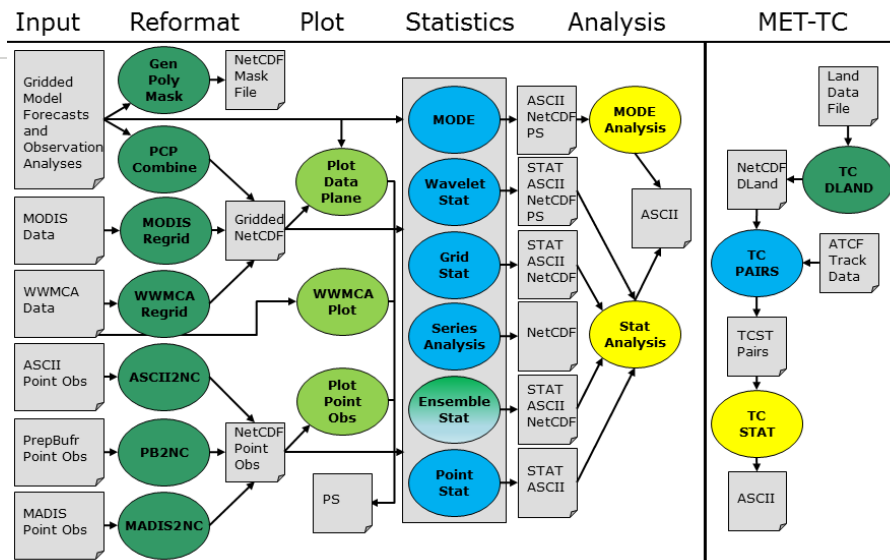 Input
Reformat
Plot
Statistics
Analysis
MET-TC
Gridded
Model
Forecasts
and
Observation
Analyses
MODIS
Data
WWMCA
Data
ASCII
Point Obs
PrepBufr
Point Obs
MADIS
Point Obs
Gen
Poly
Mask
PCP
Combine
MODIS
Regrid
WWMCA
Regrid
ASCII2NC
PB2NC
MADIS2NC
NetCDF
Mask
File
Gridded
NetCDF
NetCDF
Point
Obs
Plot
Data
Plane
WWMCA
Plot
Plot
Point
Obs
PS
MODE
Wavelet
Stat
Grid
Stat
Series
Analysis
Ensemble
Stat
Point
Stat
ASCII
NetCDF
PS
STAT
ASCII
NetCDF
PS
STAT
ASCII
NetCDF
NetCDF
STAT
ASCII
NetCDF
STAT
ASCII
MODE
Analysis
ASCII
Stat
Analysis
Land
Data
File
NetCDF
DLand
TC
DLAND
TC
PAIRS
ATCF
Track
Data
TCST
Pairs
TC
STAT
ASCII